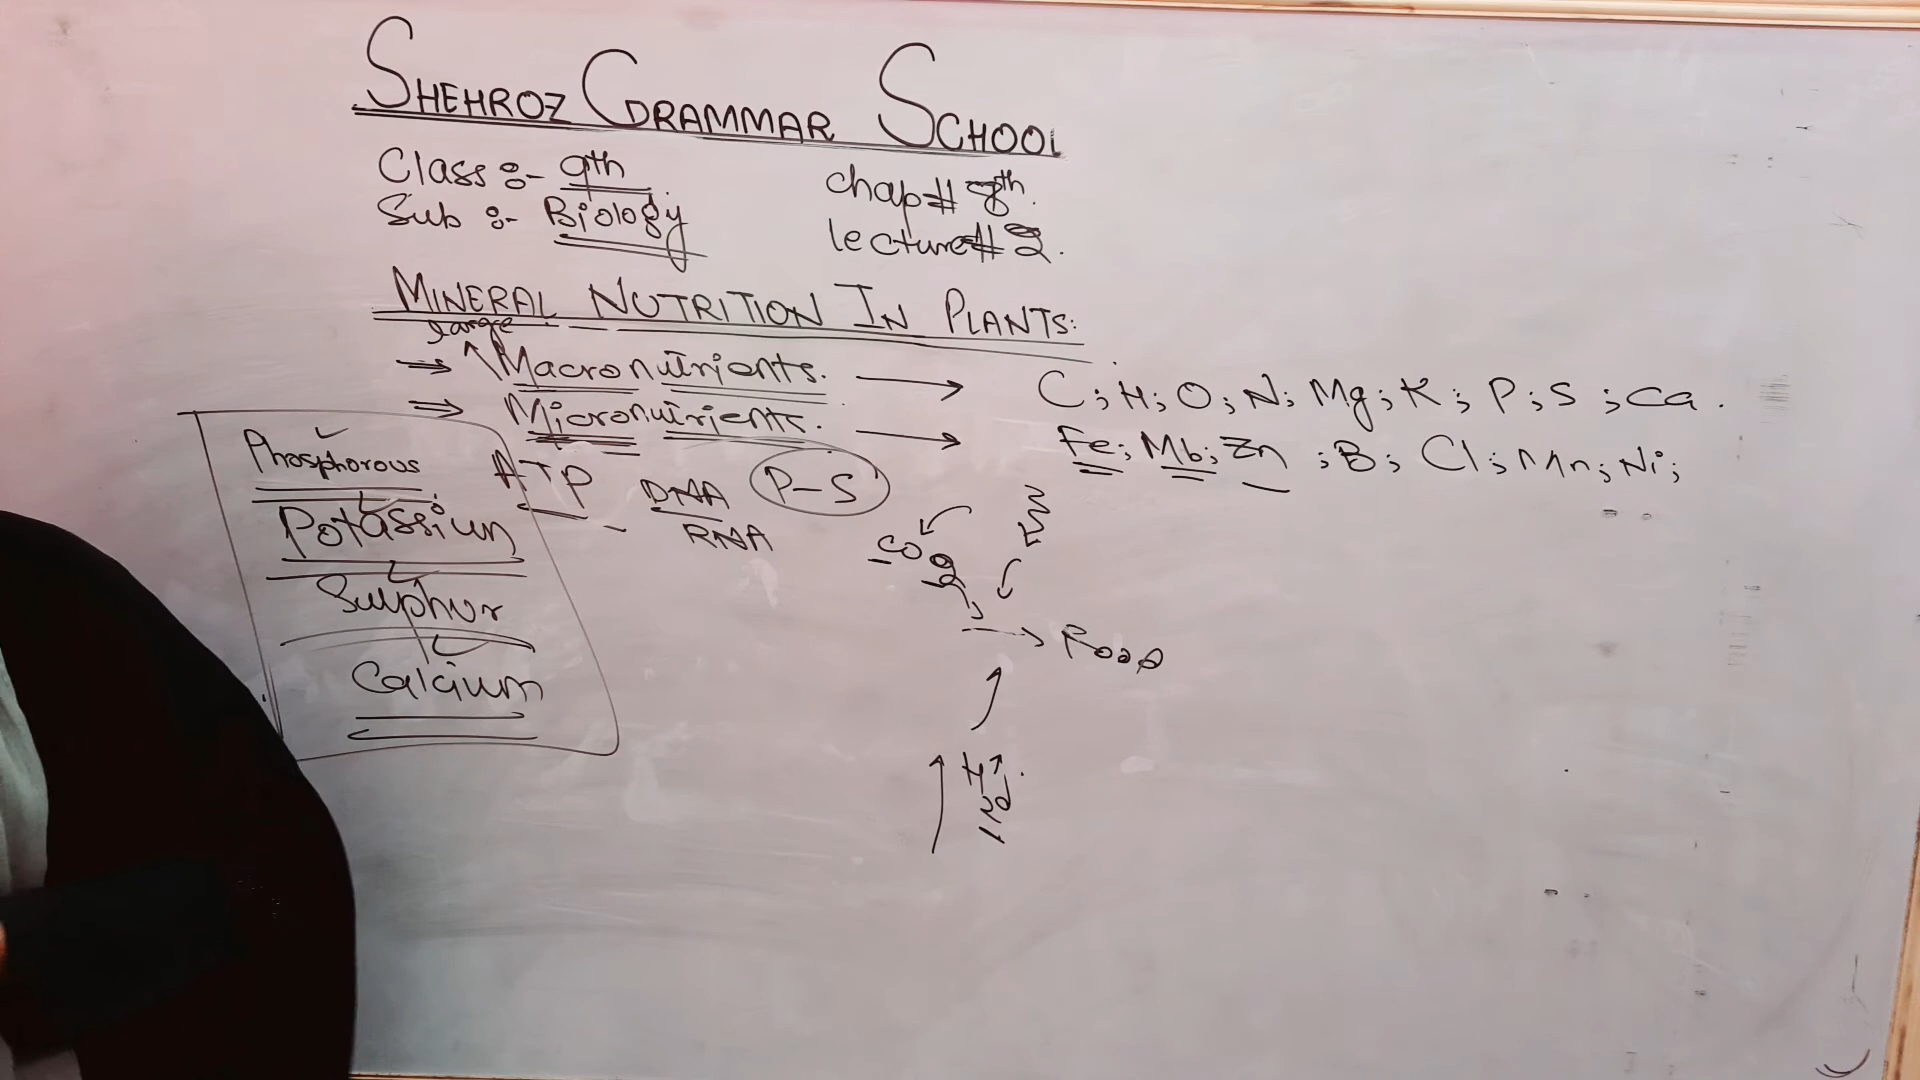 SHEHROZ GRAMMAR SCHOOL
Class :- 9th
Sub :- Biology
chap # 8th.
lecture # 2.
MINERAL NUTRITION IN PLANTS:
large
⇒ ↑ Macronutrients. → C; H; O; N; Mg; K; P; S; Ca.
⇒ Micronutrients. → Fe; Mb; Zn; B; Cl; Mn; Ni;
Phosphorous
Potassium
Sulphur
Calcium
ATP
DNA
RNA
P-S
CO2
→ Food
H2O